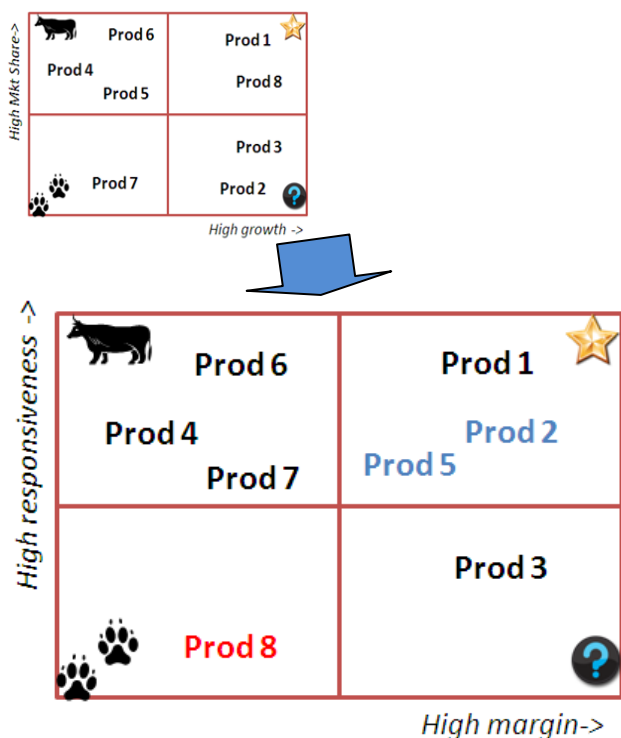 High Mkt Share->
Prod 6
Prod 1
Prod 4
Prod 8
Prod 5
Prod 3
Prod 7
Prod 2
?
High growth ->
High responsiveness ->
Prod 6
Prod 1
Prod 4
Prod 2
Prod 5
Prod 7
Prod 3
Prod 8
?
High margin->